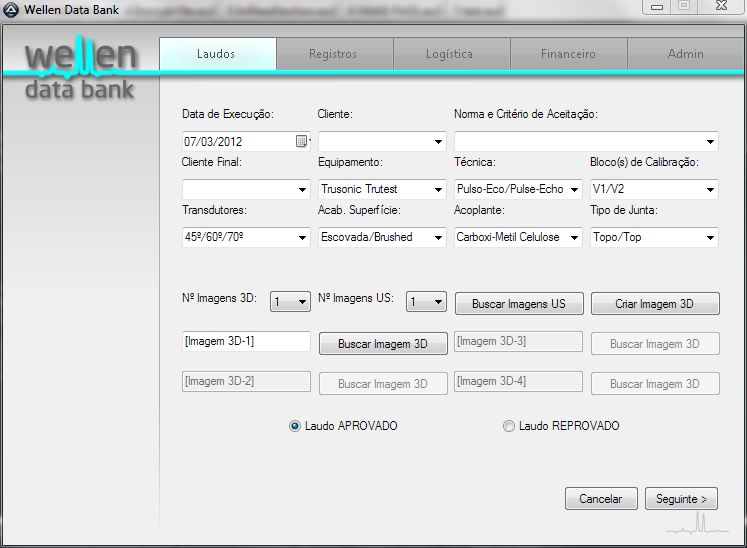 Wellen Data Bank
wellen
data bank
Laudos Registros Logística Financeiro Admin
Data de Execução: Cliente: Norma e Critério de Aceitação:
07/03/2012
Cliente Final: Equipamento: Técnica: Bloco(s) de Calibração:
Trusonic Trutest Pulso-Eco/Pulse-Echo V1/V2
Transdutores: Acab. Superfície: Acoplante: Tipo de Junta:
45º/60º/70º Escovada/Brushed Carboxi-Metil Celulose Topo/Top
Nº Imagens 3D: 1 Nº Imagens US: 1 Buscar Imagens US Criar Imagem 3D
[Imagem 3D-1] Buscar Imagem 3D [Imagem 3D-3] Buscar Imagem 3D
[Imagem 3D-2] Buscar Imagem 3D [Imagem 3D-4] Buscar Imagem 3D
Laudo APROVADO Laudo REPROVADO
Cancelar Seguinte >